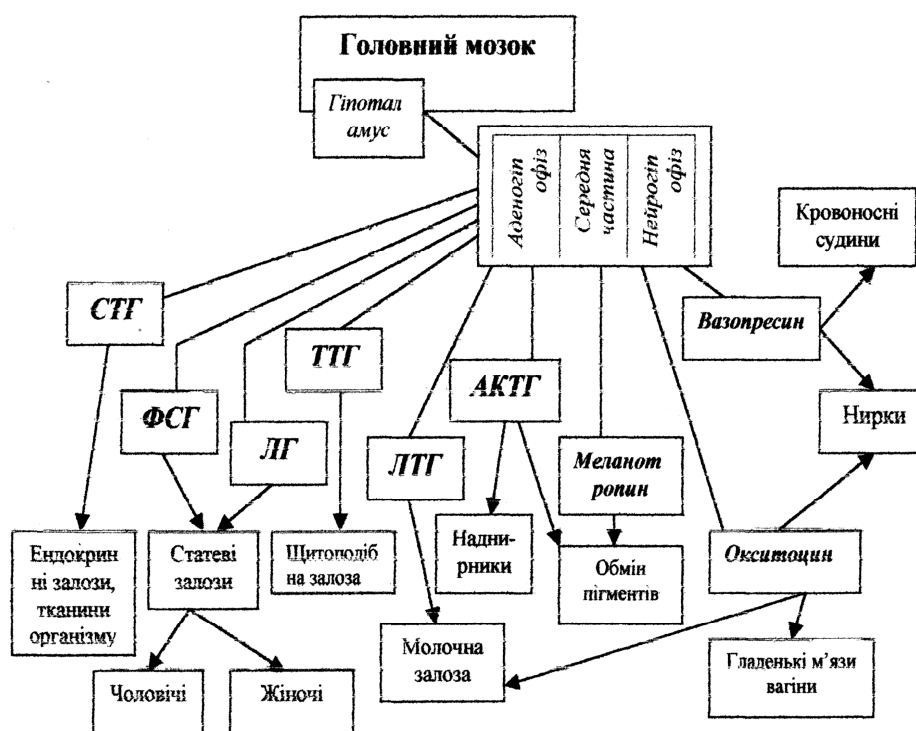 Головний мозок
Гіпотал
амус
Аденогіп
офіз
Середня
частина
Нейрогіп
офіз
Кровоносні
судини
СТГ
Вазопресин
ТТГ
ФСГ
АКТГ
Нирки
ЛГ
ЛТГ
Меланот
ропин
Ендокрин
ні залози,
тканини
організму
Статеві
залози
Щитоподіб
на залоза
Надни-
рники
Обмін
пігментів
Окситоцин
Молочна
залоза
Гладенькі м’язи
вагіни
Чоловічі
Жіночі